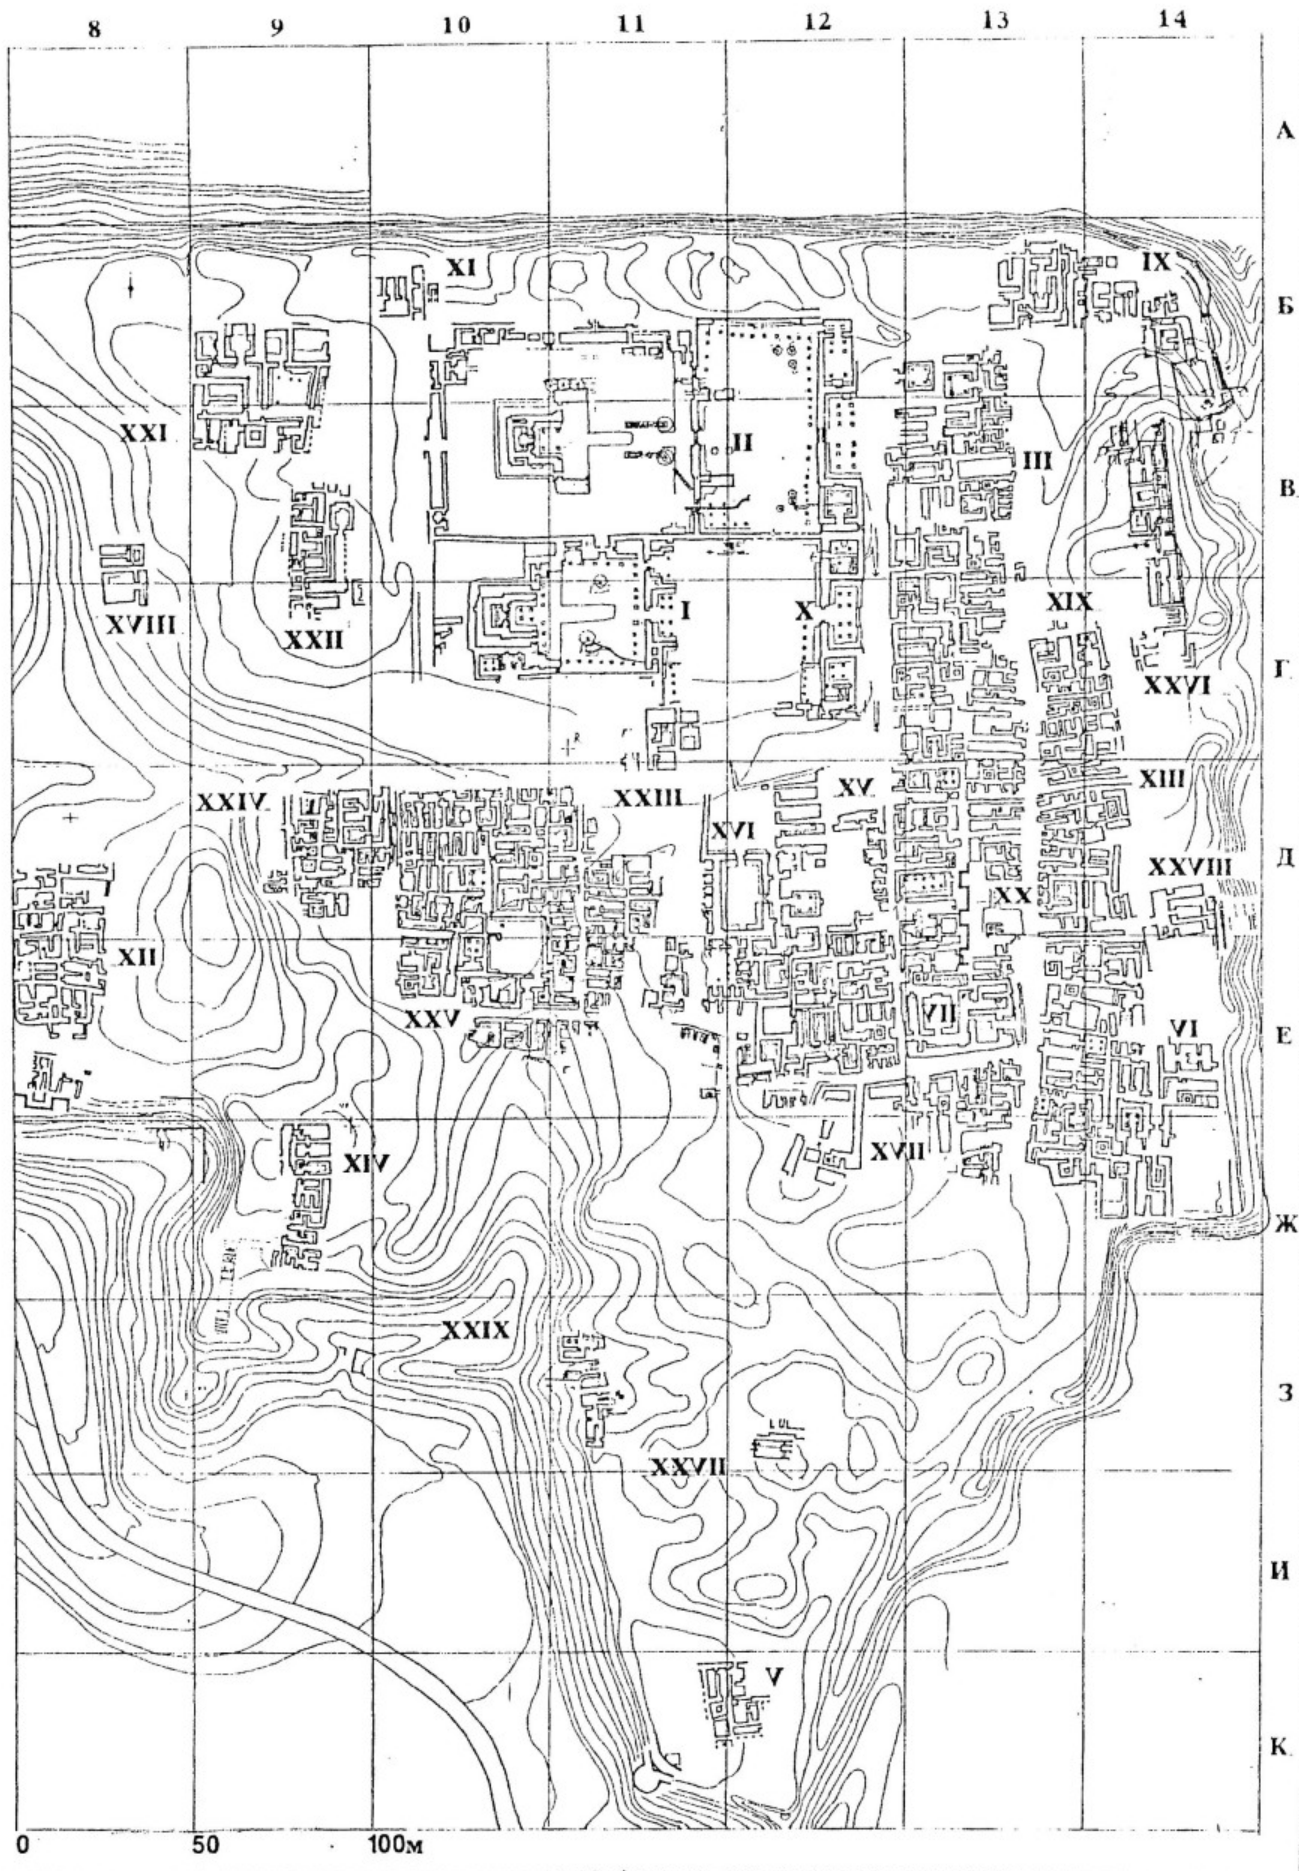 8 9 10 11 12 13 14
А
XI IX
Б
XXI II III
В
XVIII XXII I X XIX
XXVI
Г
XXIV XXIII XV XIII
XVI
XXVIII
Д
XX
XII
XXV VII VI
Е
XIV XVII
Ж
XXIX
З
XXVII
И
V
К
0 50 100м